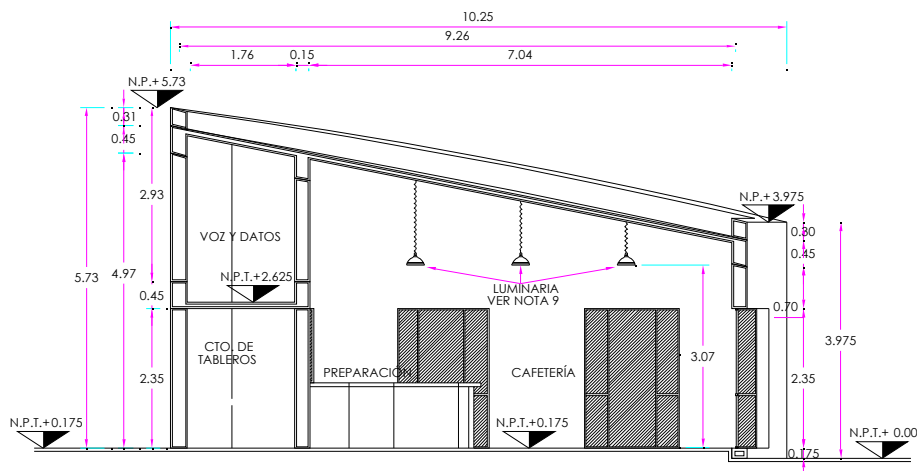 10.25
9.26
1.76 0.15 7.04
N.P.+5.73
0.31
0.45
2.93
N.P.+3.975
0.30
0.45
VOZ Y DATOS
5.73
4.97
N.P.T.+2.625
LUMINARIA
VER NOTA 9
0.45
0.70
CTO. DE
TABLEROS
3.07
3.975
2.35
PREPARACIÓN
CAFETERÍA
2.35
N.P.T.+0.175
N.P.T.+0.175
N.P.T.+ 0.00
0.175